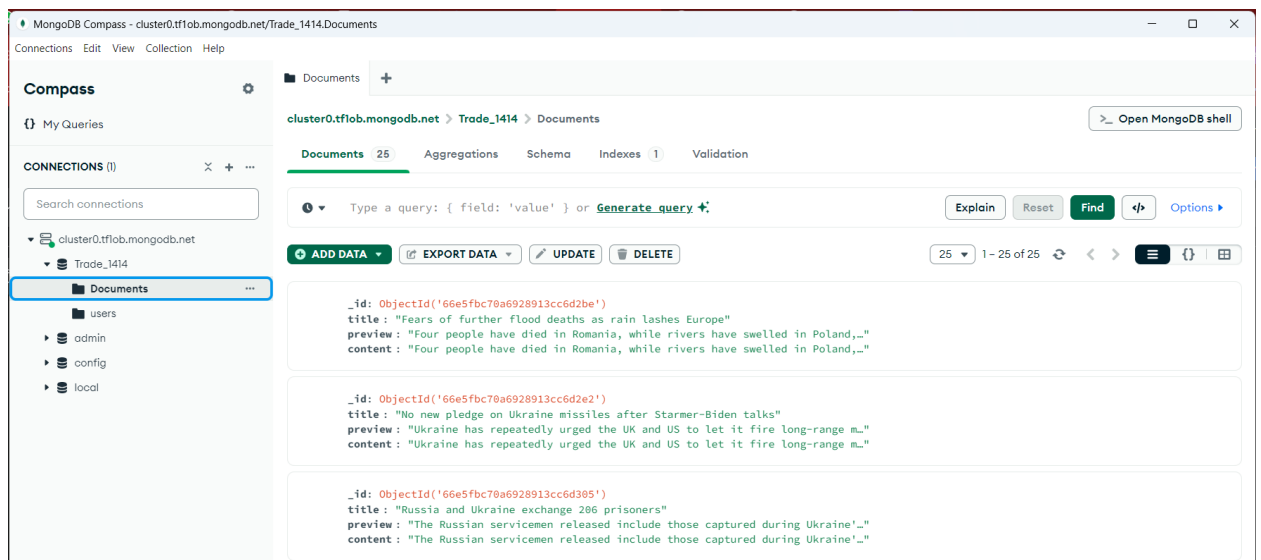 MongoDB Compass - cluster0.tf1ob.mongodb.net/Trade_1414.Documents
Connections Edit View Collection Help
Compass
{} My Queries
CONNECTIONS (1)
Search connections
cluster0.tf1ob.mongodb.net
Trade_1414
Documents
users
admin
config
local
Documents
cluster0.tf1ob.mongodb.net > Trade_1414 > Documents
>_ Open MongoDB shell
Documents 25 Aggregations Schema Indexes 1 Validation
Type a query: { field: 'value' } or Generate query
Explain Reset Find </> Options
ADD DATA EXPORT DATA UPDATE DELETE
25 1 – 25 of 25 {}
_id: ObjectId('66e5fbc70a6928913cc6d2be')
title : "Fears of further flood deaths as rain lashes Europe"
preview : "Four people have died in Romania, while rivers have swelled in Poland,…"
content : "Four people have died in Romania, while rivers have swelled in Poland,…"
_id: ObjectId('66e5fbc70a6928913cc6d2e2')
title : "No new pledge on Ukraine missiles after Starmer-Biden talks"
preview : "Ukraine has repeatedly urged the UK and US to let it fire long-range m…"
content : "Ukraine has repeatedly urged the UK and US to let it fire long-range m…"
_id: ObjectId('66e5fbc70a6928913cc6d305')
title : "Russia and Ukraine exchange 206 prisoners"
preview : "The Russian servicemen released include those captured during Ukraine'…"
content : "The Russian servicemen released include those captured during Ukraine'…"